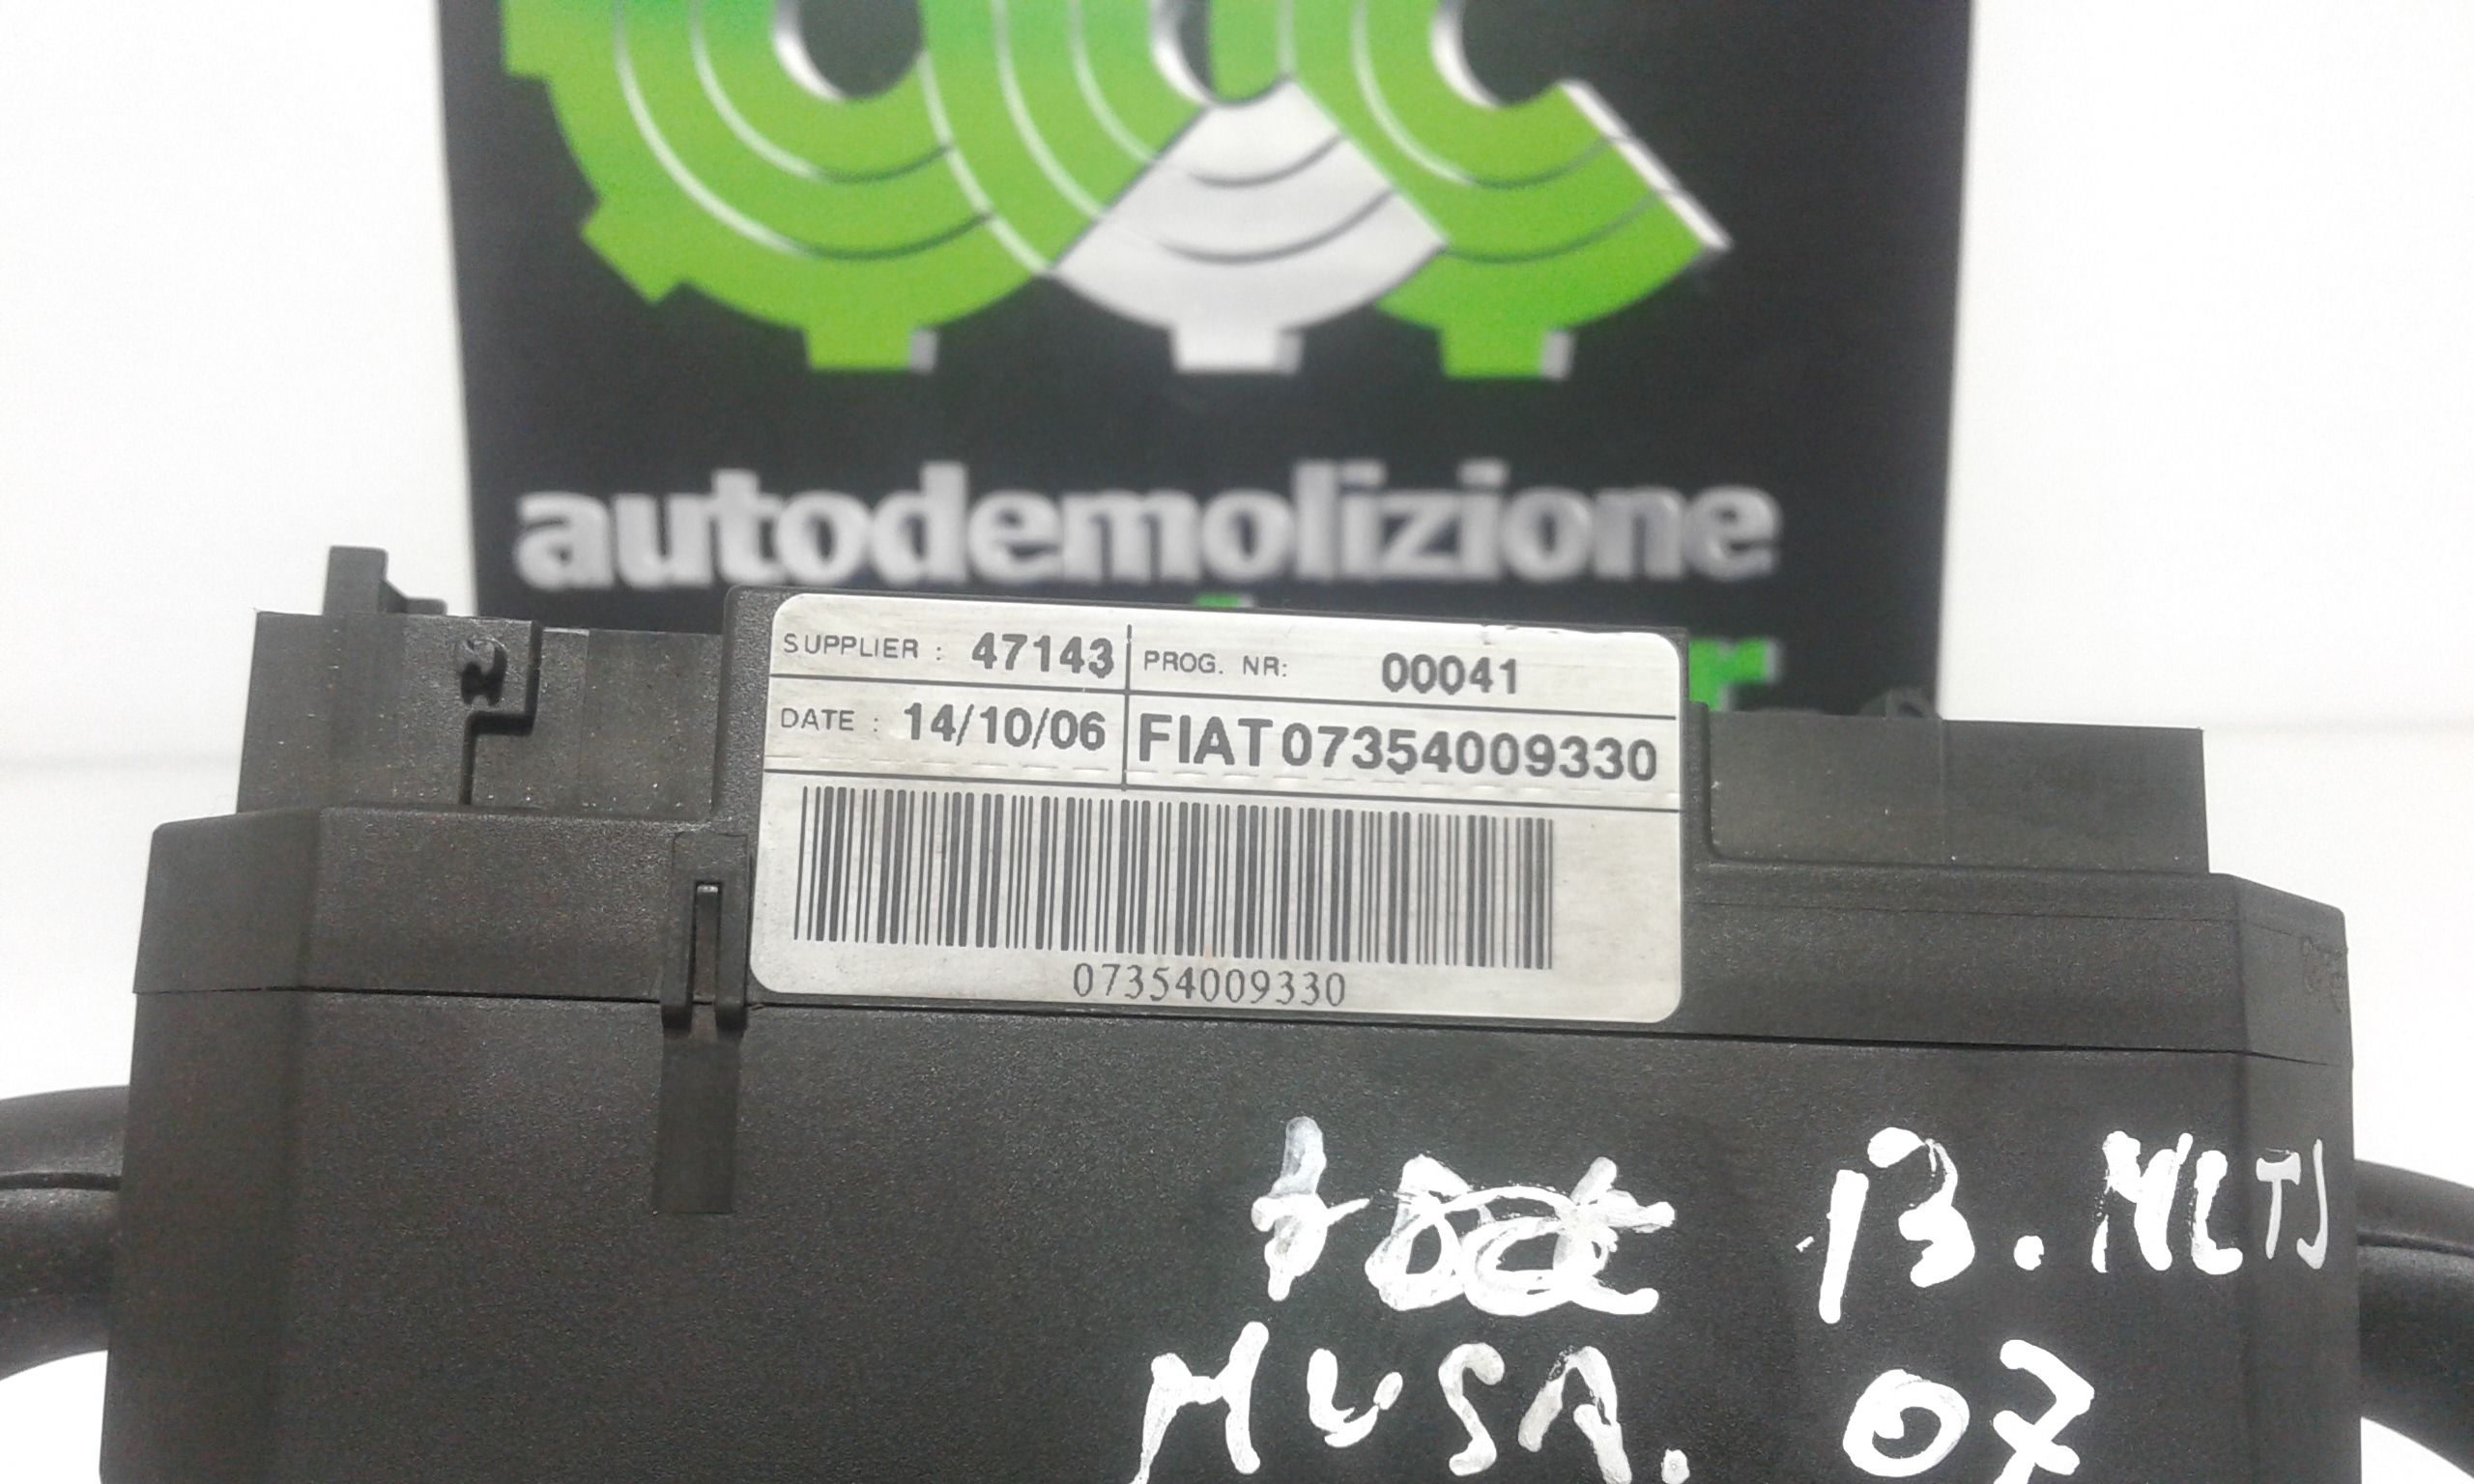 autodemolizione
SUPPLIER : 47143 PROG. NR: 00041
DATE : 14/10/06 FIAT 07354009330
07354009330
13. MLTJ
MUSA. 07